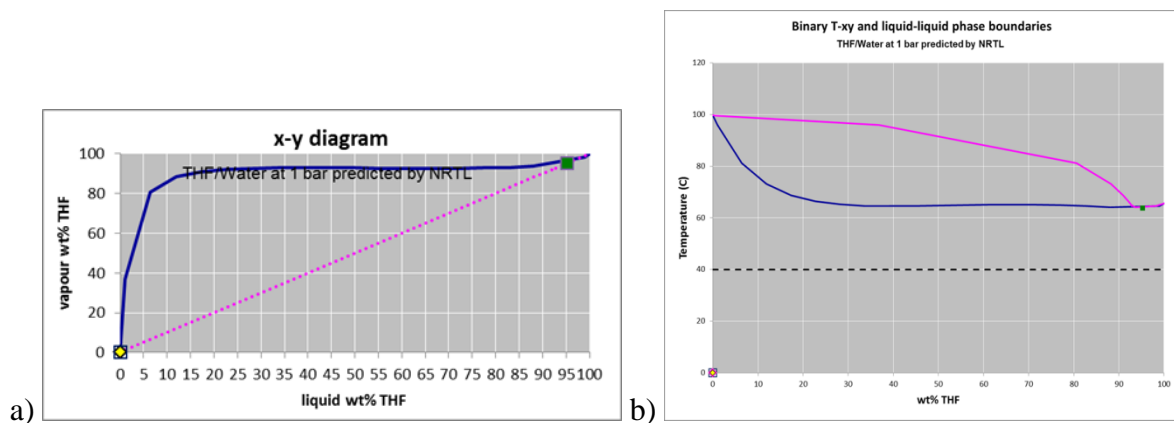 a)
x-y diagram
THF/Water at 1 bar predicted by NRTL
vapour wt% THF
100
80
60
40
20
0
0 5 10 15 20 25 30 35 40 45 50 55 60 65 70 75 80 85 90 95 100
liquid wt% THF
b)
Binary T-xy and liquid-liquid phase boundaries
THF/Water at 1 bar predicted by NRTL
Temperature (C)
120
100
80
60
40
20
0
0 10 20 30 40 50 60 70 80 90 100
wt% THF